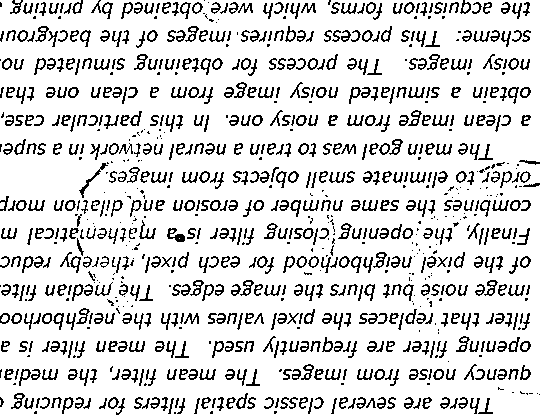 There are several classic spatial filters for reducing
quency noise from images. The mean filter, the median
opening filter are frequently used. The mean filter is a
filter that replaces the pixel values with the neighborhoo
image noise but blurs the image edges. The median filte
of the pixel neighborhood for each pixel, thereby reduc
Finally, the opening closing filter is a mathematical m
combines the same number of erosion and dilation morp
order to eliminate small objects from images.
The main goal was to train a neural network in a super
a clean image from a noisy one. In this particular case,
obtain a simulated noisy image from a clean one than
noisy images. The process for obtaining simulated no
scheme: This process requires images of the backgroun
the acquisition forms, which were obtained by printing